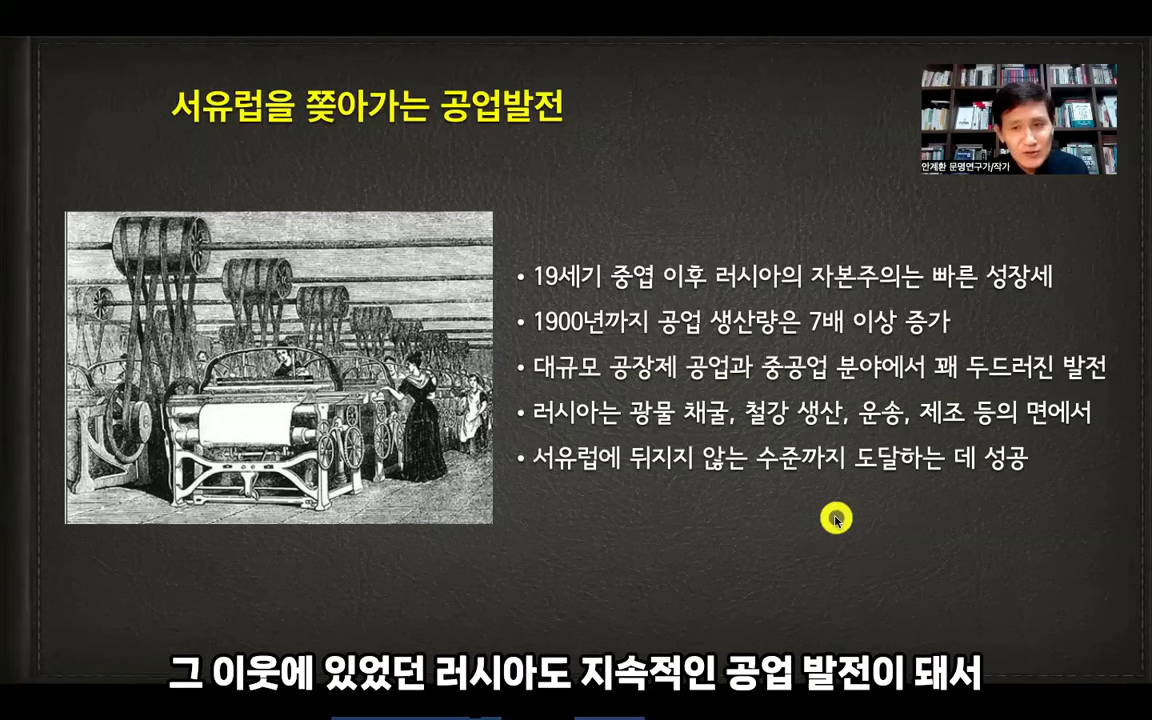 서유럽을 쫓아가는 공업발전
안계환 문명연구가/작가
• 19세기 중엽 이후 러시아의 자본주의는 빠른 성장세
• 1900년까지 공업 생산량은 7배 이상 증가
• 대규모 공장제 공업과 중공업 분야에서 꽤 두드러진 발전
• 러시아는 광물 채굴, 철강 생산, 운송, 제조 등의 면에서
• 서유럽에 뒤지지 않는 수준까지 도달하는 데 성공
그 이웃에 있었던 러시아도 지속적인 공업 발전이 돼서